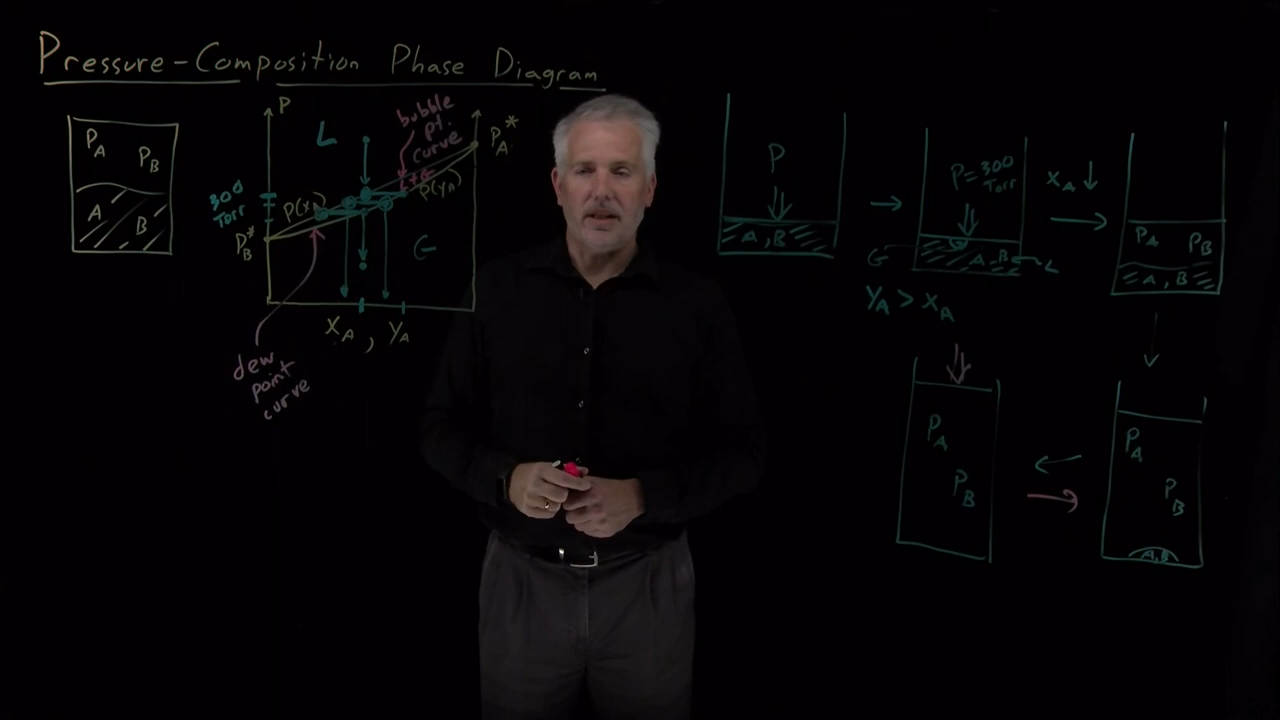 Pressure-Composition Phase Diagram
P_A
P_B
A
B
P
L
bubble
pt.
curve
P_A^*
L+G
P(y_A)
300
Torr
P(x_A)
P_B^*
G
x_A, y_A
dew
point
curve
P
A, B
P=300
Torr
G
A, B
L
y_A > x_A
x_A ↓
P_A P_B
A, B
P_A
P_B
P_A
P_B
A,B